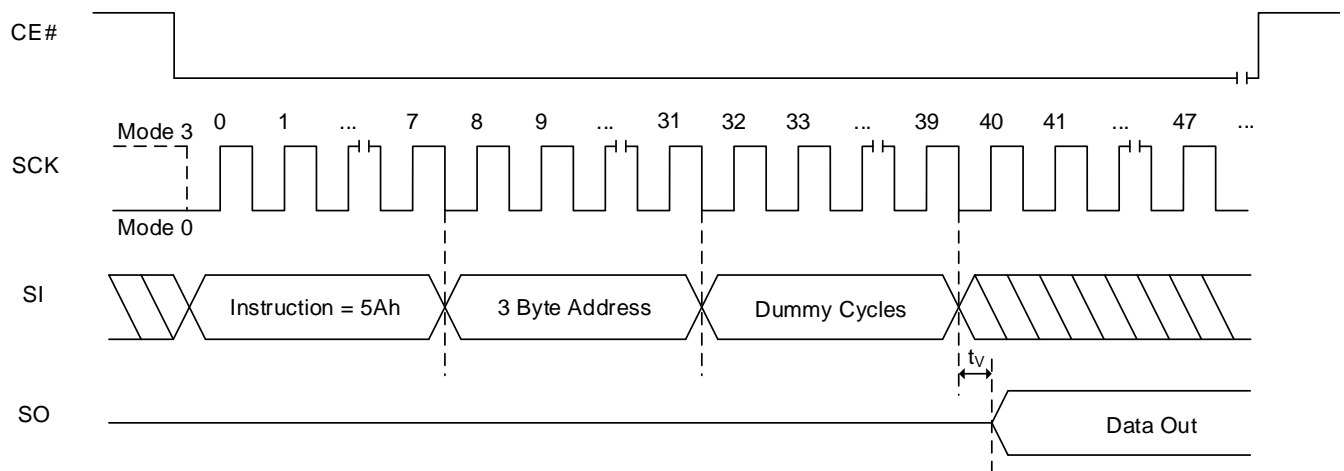 CE#
Mode 3
0 1 ... 7 8 9 ... 31 32 33 ... 39 40 41 ... 47 ...
SCK
Mode 0
SI
Instruction = 5Ah
3 Byte Address
Dummy Cycles
tV
SO
Data Out